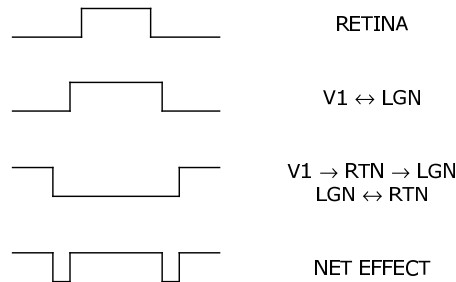 RETINA
V1 ↔ LGN
V1 → RTN → LGN
LGN ↔ RTN
NET EFFECT